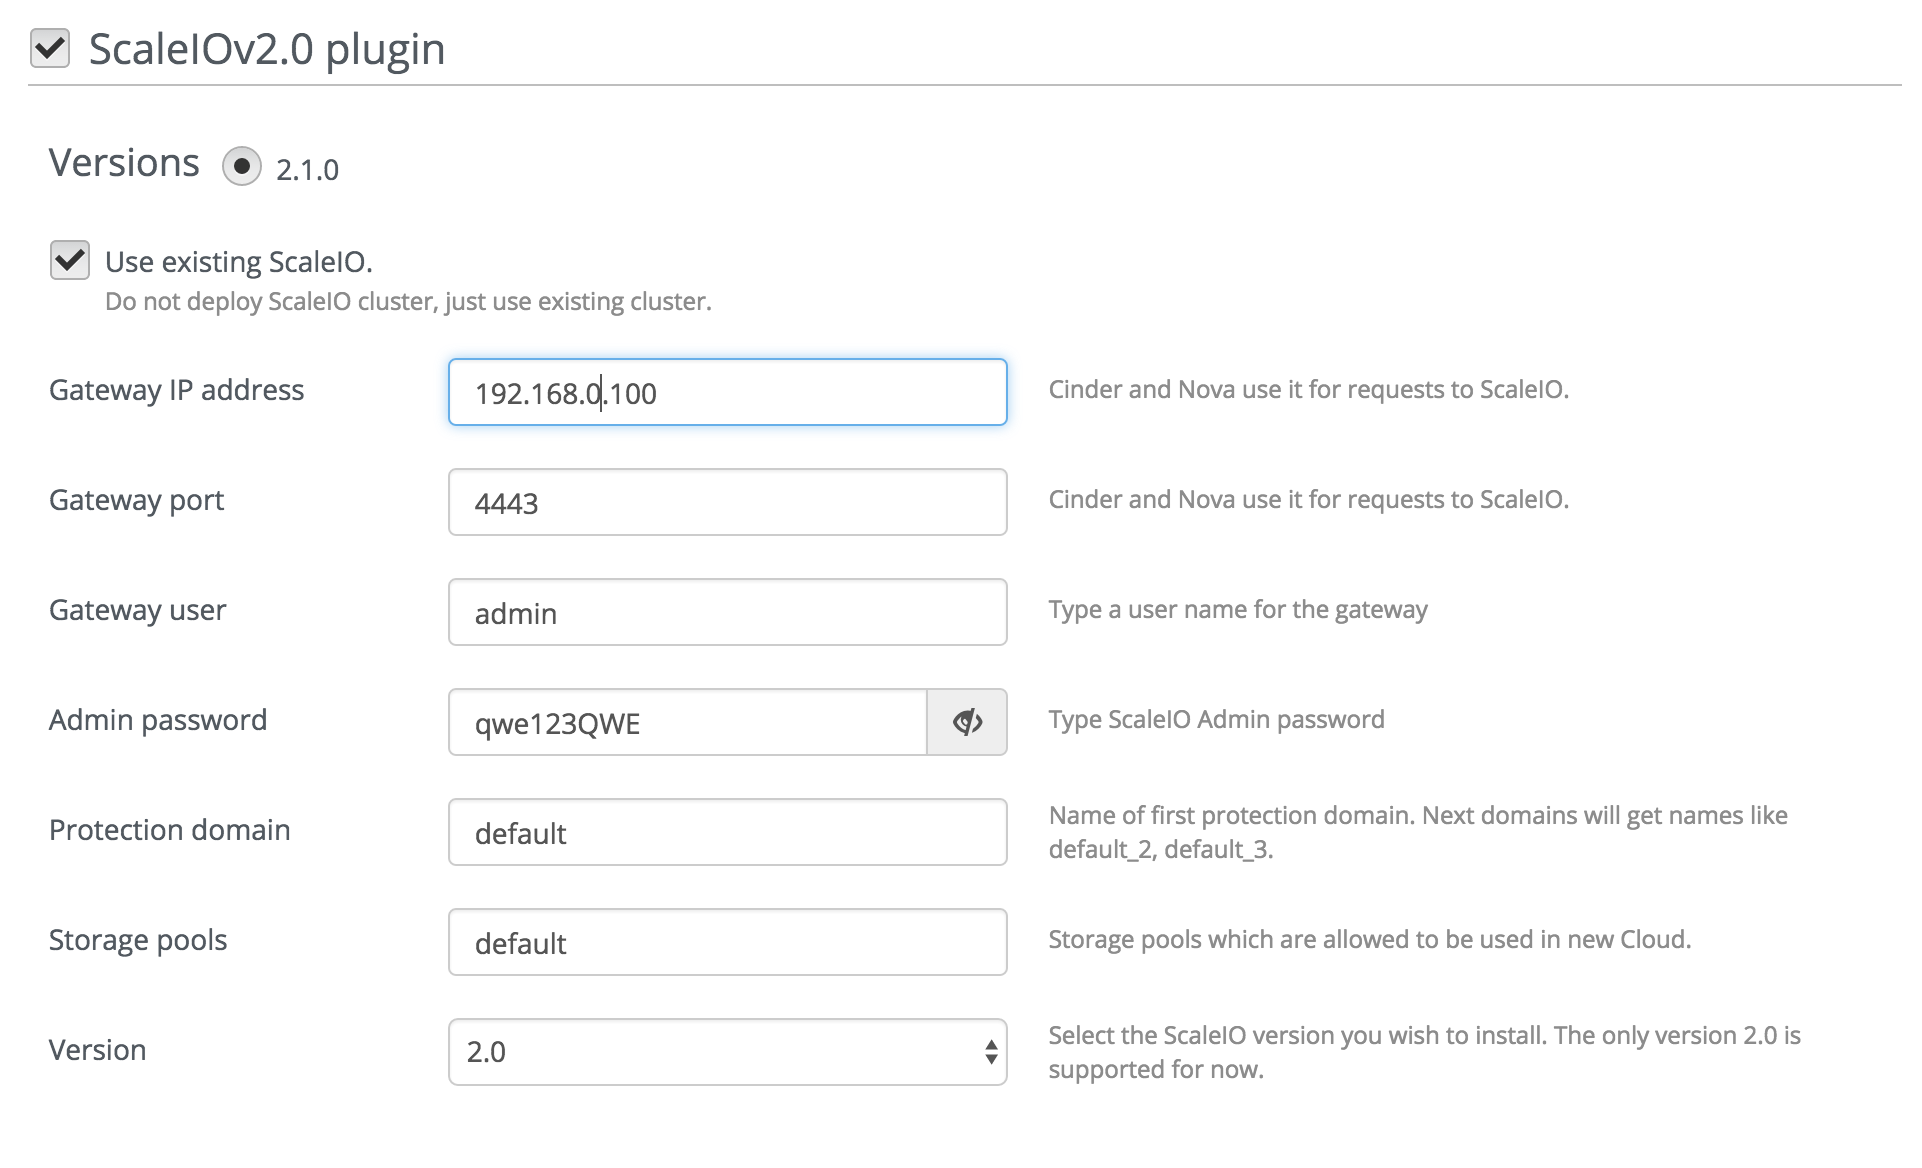 ScaleIOv2.0 plugin
Versions 2.1.0
Use existing ScaleIO.
Do not deploy ScaleIO cluster, just use existing cluster.
Gateway IP address 192.168.0.100 Cinder and Nova use it for requests to ScaleIO.
Gateway port 4443 Cinder and Nova use it for requests to ScaleIO.
Gateway user admin Type a user name for the gateway
Admin password qwe123QWE Type ScaleIO Admin password
Protection domain default Name of first protection domain. Next domains will get names like
default_2, default_3.
Storage pools default Storage pools which are allowed to be used in new Cloud.
Version 2.0 Select the ScaleIO version you wish to install. The only version 2.0 is
supported for now.